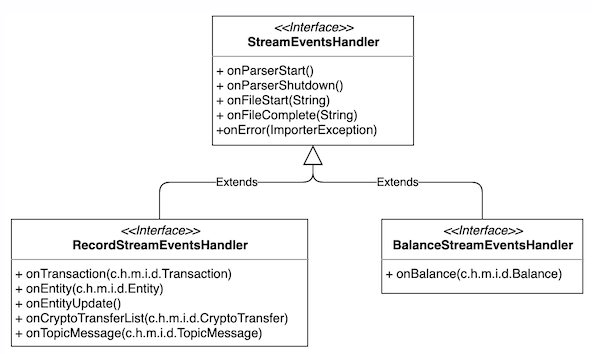 <<Interface>>
StreamEventsHandler
+ onParserStart()
+ onParserShutdown()
+ onFileStart(String)
+ onFileComplete(String)
+onError(ImporterException)
Extends
Extends
<<Interface>>
RecordStreamEventsHandler
+ onTransaction(c.h.m.i.d.Transaction)
+ onEntity(c.h.m.i.d.Entity)
+ onEntityUpdate()
+ onCryptoTransferList(c.h.m.i.d.CryptoTransfer)
+ onTopicMessage(c.h.m.i.d.TopicMessage)
<<Interface>>
BalanceStreamEventsHandler
+ onBalance(c.h.m.i.d.Balance)